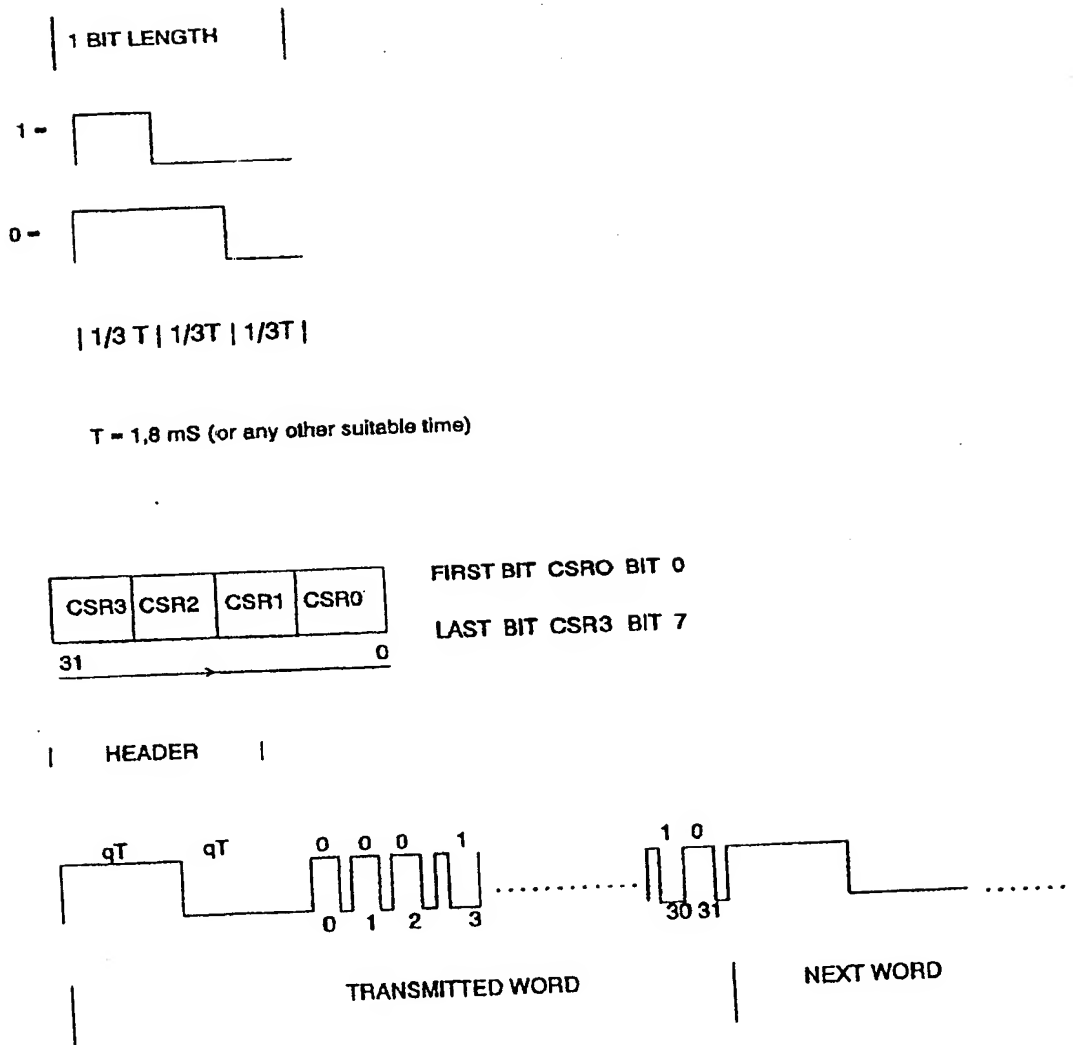 1 BIT LENGTH
1 =
0 =
| 1/3 T | 1/3T | 1/3T |
T = 1,8 mS (or any other suitable time)
CSR3 CSR2 CSR1 CSR0
FIRST BIT CSRO BIT 0
LAST BIT CSR3 BIT 7
31 0
HEADER
qT qT 0 0 0 1 1 0
0 1 2 3 30 31
TRANSMITTED WORD NEXT WORD